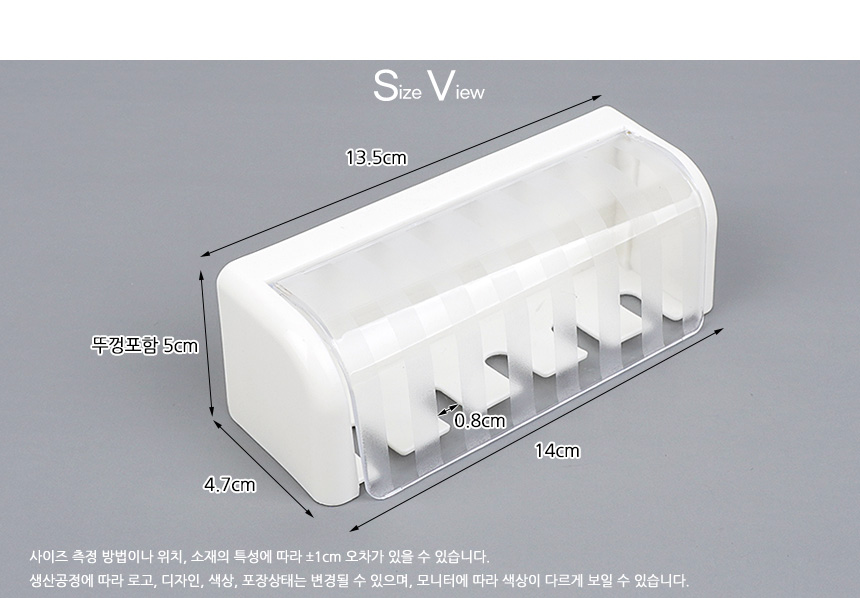 Size View
13.5cm
뚜껑포함 5cm
0.8cm
14cm
4.7cm
사이즈 측정 방법이나 위치, 소재의 특성에 따라 ±1cm 오차가 있을 수 있습니다.
생산공정에 따라 로고, 디자인, 색상, 포장상태는 변경될 수 있으며, 모니터에 따라 색상이 다르게 보일 수 있습니다.